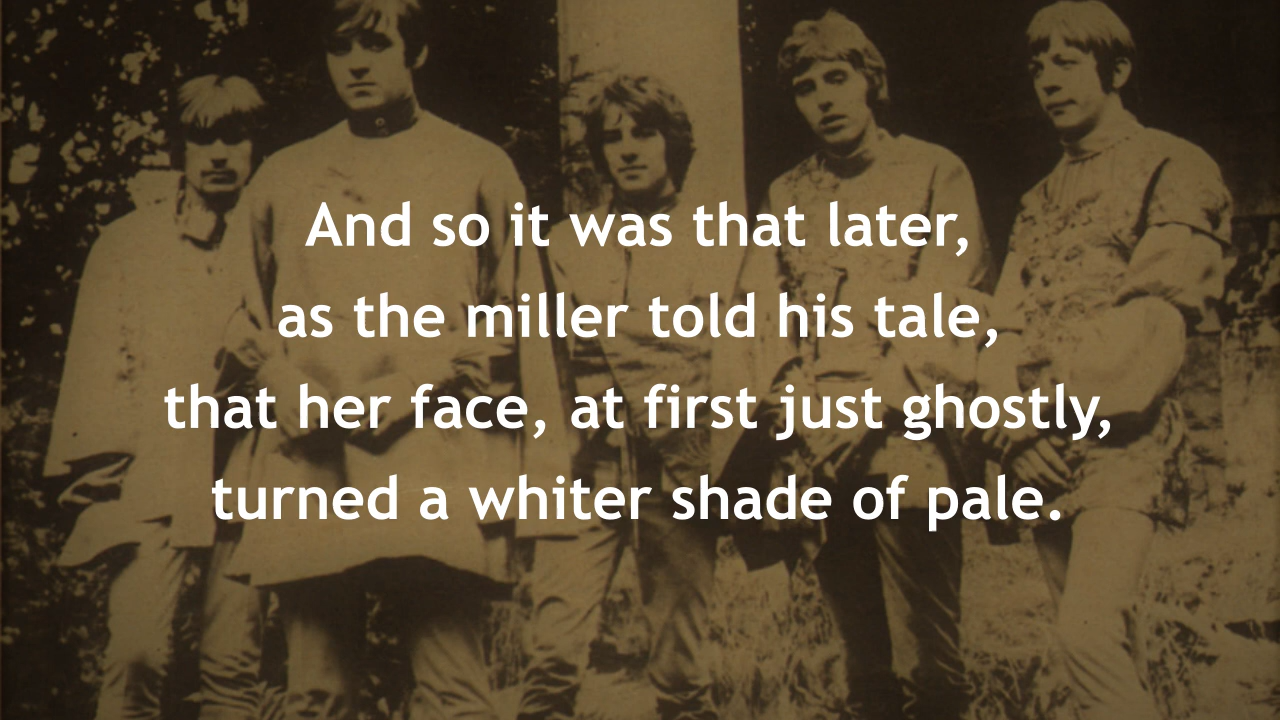 And so it was that later,
as the miller told his tale,
that her face, at first just ghostly,
turned a whiter shade of pale.